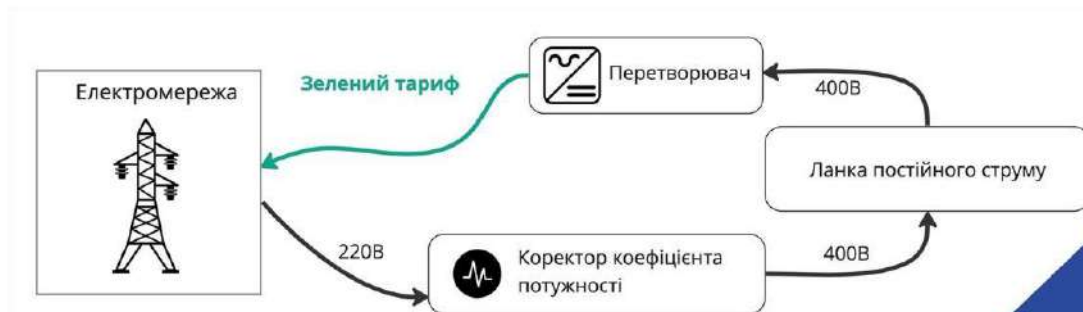 Електромережа
Зелений тариф
Перетворювач
400В
Ланка постійного струму
220В
Коректор коефіцієнта
потужності
400В